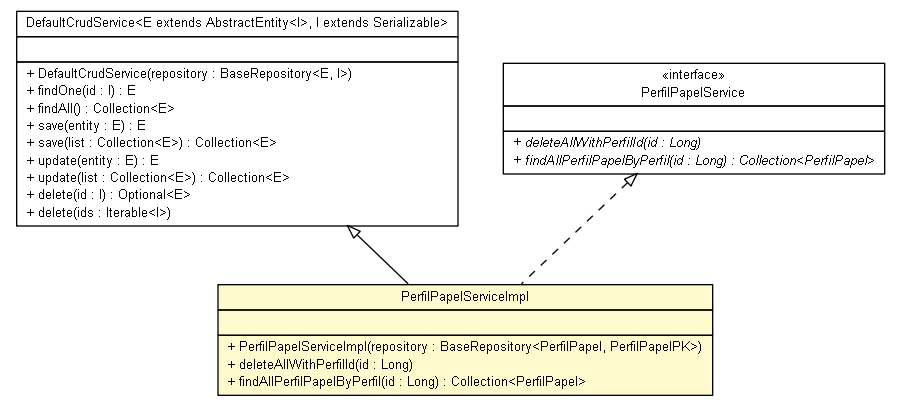 DefaultCrudService<E extends AbstractEntity<I>, I extends Serializable>
+ DefaultCrudService(repository : BaseRepository<E, I>)
+ findOne(id : I) : E
+ findAll() : Collection<E>
+ save(entity : E) : E
+ save(list : Collection<E>) : Collection<E>
+ update(entity : E) : E
+ update(list : Collection<E>) : Collection<E>
+ delete(id : I) : Optional<E>
+ delete(ids : Iterable<I>)
«interface»
PerfilPapelService
+ deleteAllWithPerfilId(id : Long)
+ findAllPerfilPapelByPerfil(id : Long) : Collection<PerfilPapel>
PerfilPapelServiceImpl
+ PerfilPapelServiceImpl(repository : BaseRepository<PerfilPapel, PerfilPapelPK>)
+ deleteAllWithPerfilId(id : Long)
+ findAllPerfilPapelByPerfil(id : Long) : Collection<PerfilPapel>